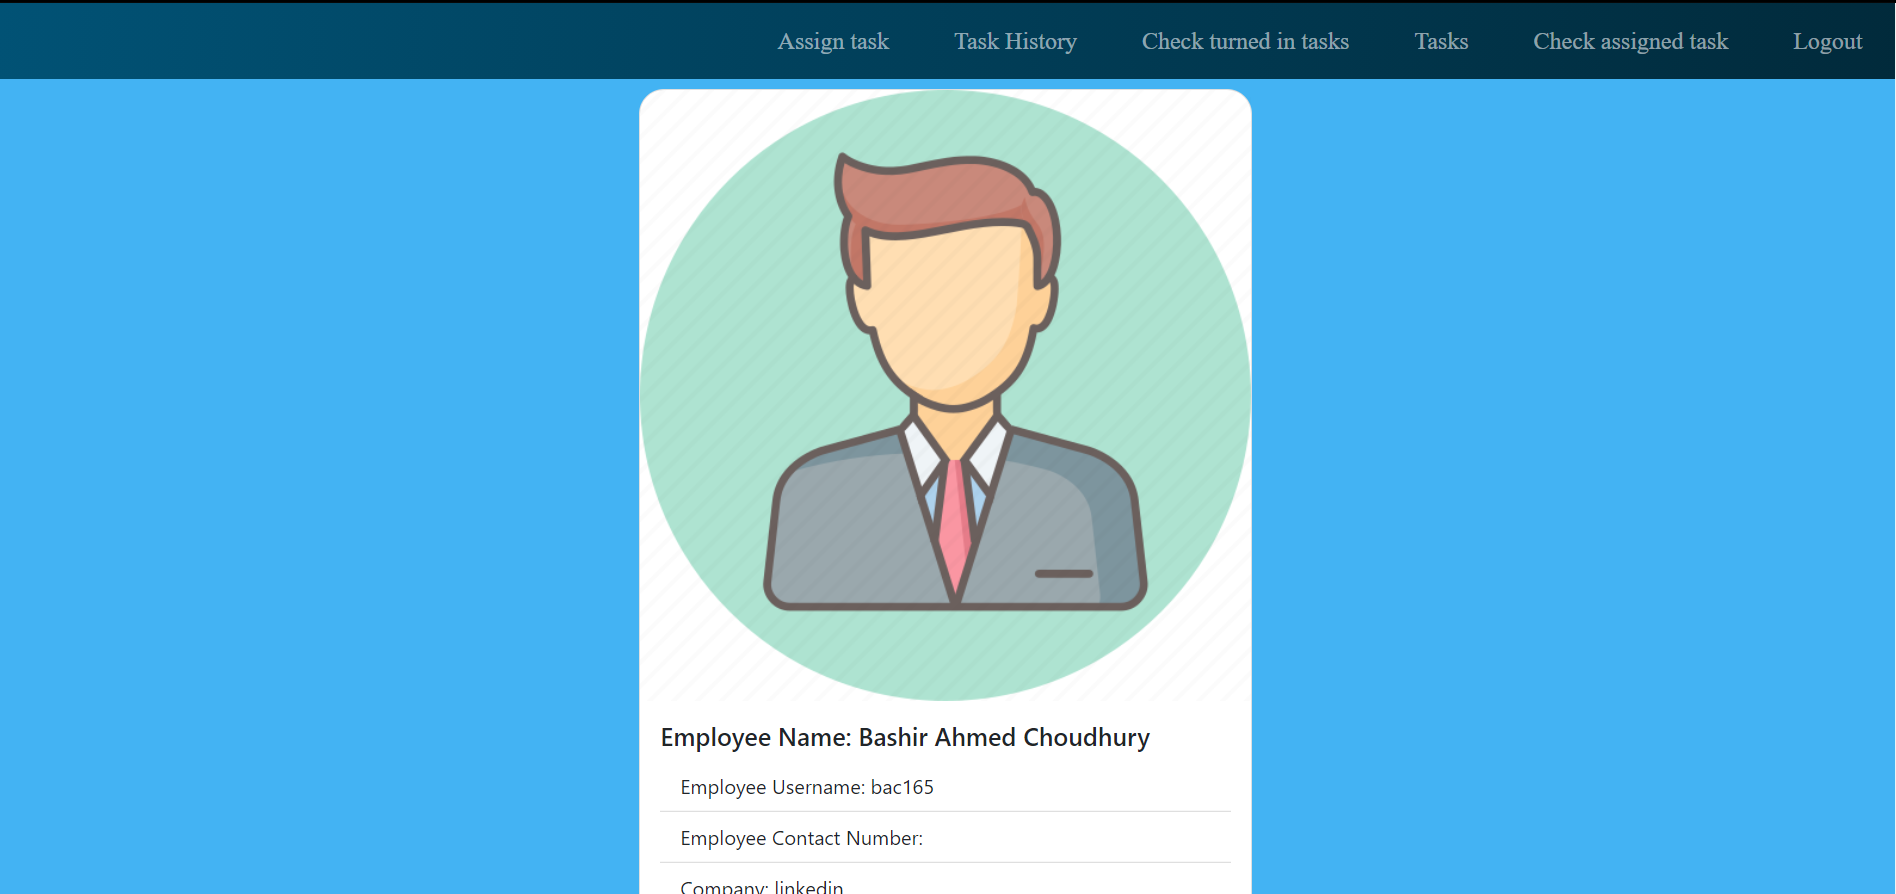 Assign task Task History Check turned in tasks Tasks Check assigned task Logout
Employee Name: Bashir Ahmed Choudhury
Employee Username: bac165
Employee Contact Number:
Company: linkedin